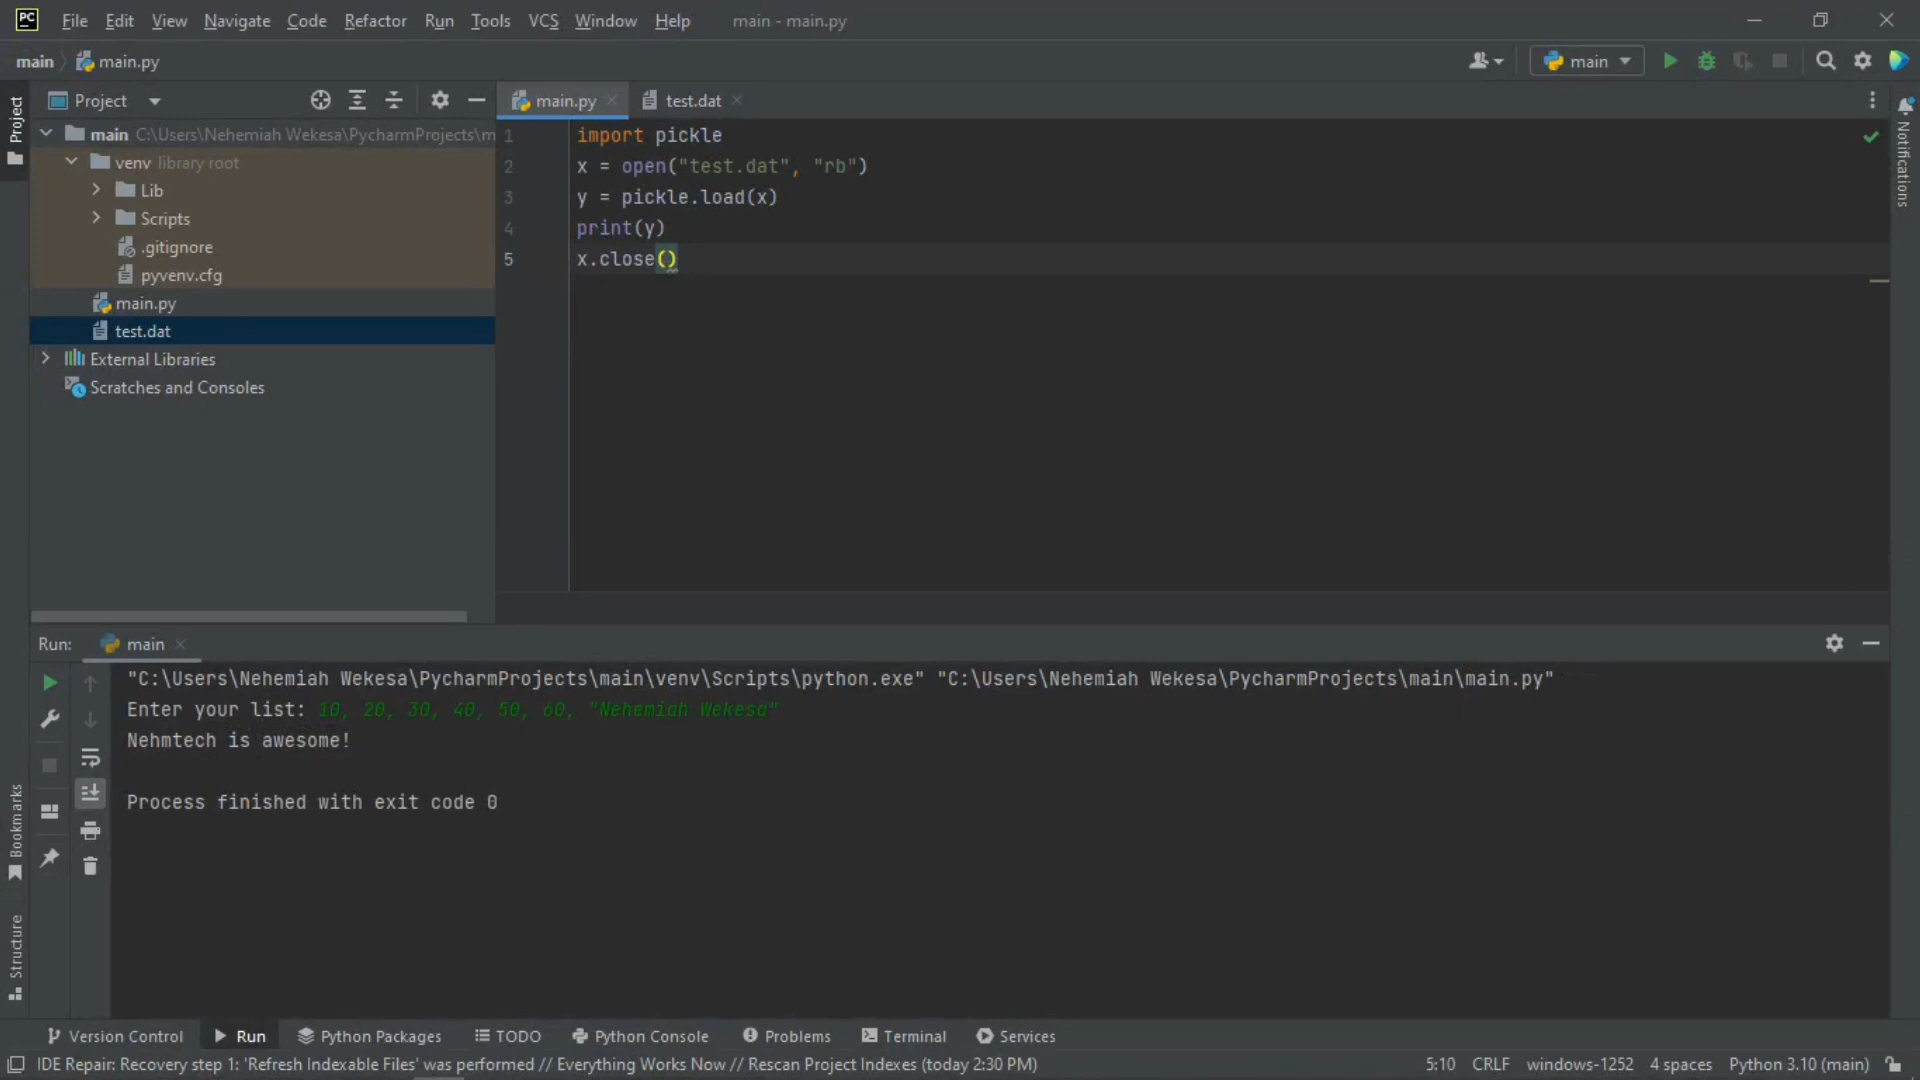 PC File Edit View Navigate Code Refactor Run Tools VCS Window Help main - main.py
main main.py main
Project main.py test.dat
Project
Notifications
main C:\Users\Nehemiah Wekesa\PycharmProjects\m
venv library root
Lib
Scripts
.gitignore
pyvenv.cfg
main.py
test.dat
External Libraries
Scratches and Consoles
1 import pickle
2 x = open("test.dat", "rb")
3 y = pickle.load(x)
4 print(y)
5 x.close()
Run: main
"C:\Users\Nehemiah Wekesa\PycharmProjects\main\venv\Scripts\python.exe" "C:\Users\Nehemiah Wekesa\PycharmProjects\main\main.py"
Enter your list: 10, 20, 30, 40, 50, 60, "Nehemiah Wekesa"
Nehmtech is awesome!
Process finished with exit code 0
Bookmarks
Structure
Version Control Run Python Packages TODO Python Console Problems Terminal Services
IDE Repair: Recovery step 1: 'Refresh Indexable Files' was performed // Everything Works Now // Rescan Project Indexes (today 2:30 PM) 5:10 CRLF windows-1252 4 spaces Python 3.10 (main)